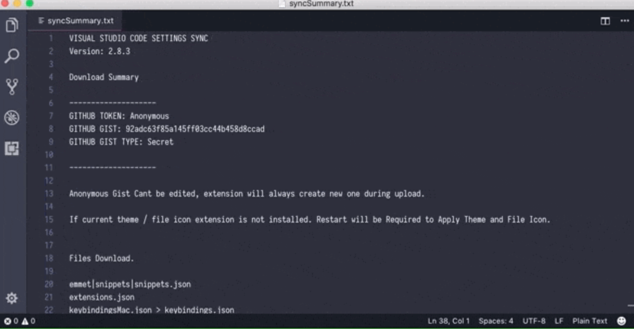 syncSummary.txt
syncSummary.txt
1 VISUAL STUDIO CODE SETTINGS SYNC
2 Version: 2.8.3
3
4 Download Summary
5
6 --------------------
7 GITHUB TOKEN: Anonymous
8 GITHUB GIST: 92adc63f85a145ff03cc44b458d8ccad
9 GITHUB GIST TYPE: Secret
10
11 --------------------
12
13 Anonymous Gist Cant be edited, extension will always create new one during upload.
14
15 If current theme / file icon extension is not installed. Restart will be Required to Apply Theme and File Icon.
16
17
18 Files Download.
19
20 emmet|snippets|snippets.json
21 extensions.json
22 keybindingsMac.json > keybindings.json
0 0 Ln 38, Col 1 Spaces: 4 UTF-8 LF Plain Text